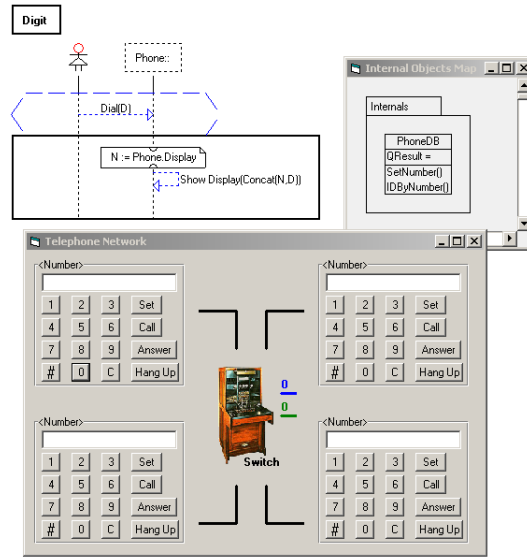 Digit
Phone::
Dial(D)
N := Phone.Display
Show Display(Concat(N,D))
Internal Objects Map
Internals
PhoneDB
QResult =
SetNumber()
IDByNumber()
Telephone Network
<Number>
1 2 3 Set
4 5 6 Call
7 8 9 Answer
# 0 C Hang Up
<Number>
1 2 3 Set
4 5 6 Call
7 8 9 Answer
# 0 C Hang Up
0
0
Switch
<Number>
1 2 3 Set
4 5 6 Call
7 8 9 Answer
# 0 C Hang Up
<Number>
1 2 3 Set
4 5 6 Call
7 8 9 Answer
# 0 C Hang Up